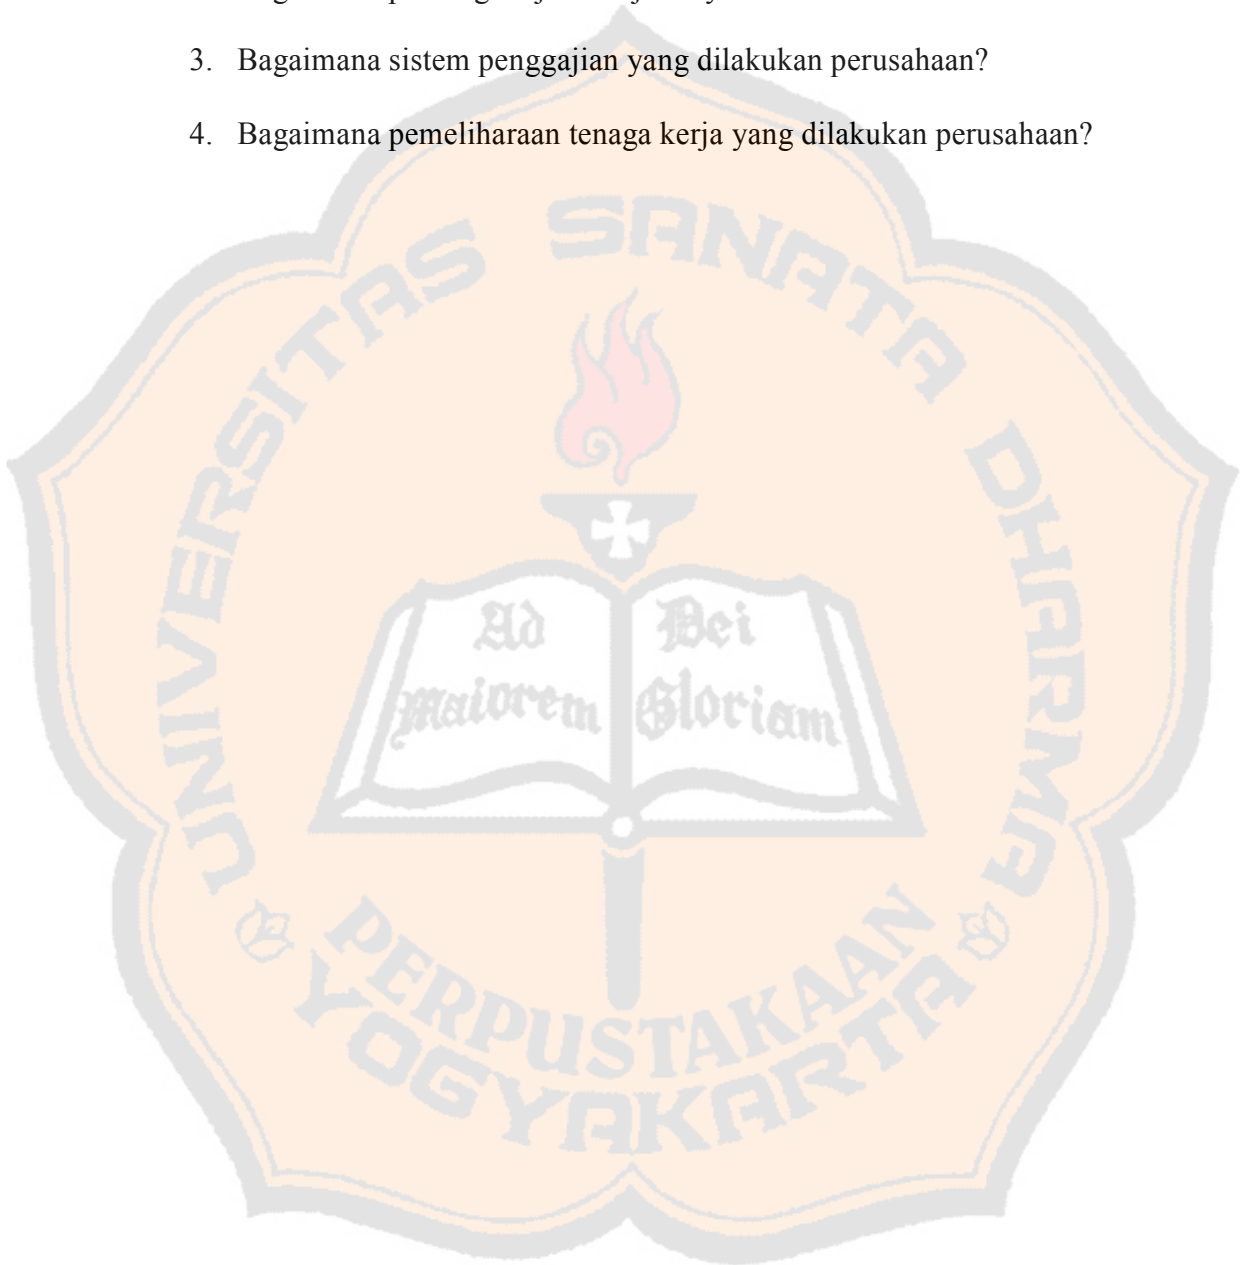 3. Bagaimana sistem penggajian yang dilakukan perusahaan?
4. Bagaimana pemeliharaan tenaga kerja yang dilakukan perusahaan?
UNIVERSITAS SANATA DHARMA
Ad Dei
maiorem Gloriam
PERPUSTAKAAN
YOGYAKARTA